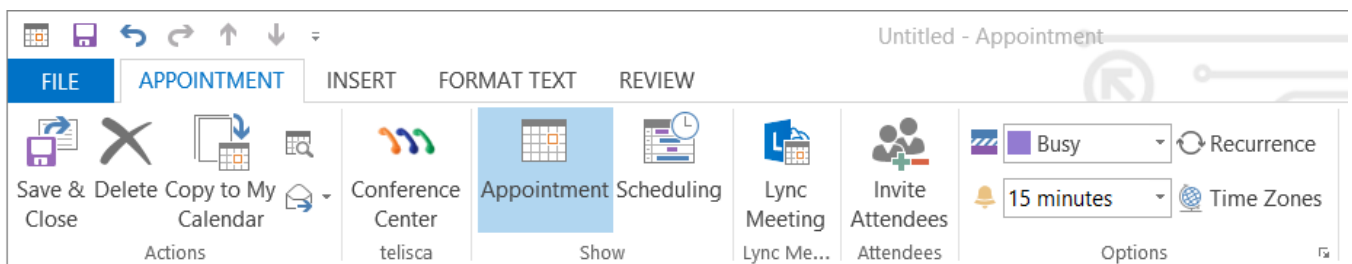 Untitled - Appointment
FILE APPOINTMENT INSERT FORMAT TEXT REVIEW
Save & Close
Delete
Copy to My Calendar
Conference Center
Appointment
Scheduling
Lync Meeting
Invite Attendees
Busy
Recurrence
15 minutes
Time Zones
Actions telisca Show Lync Me... Attendees Options